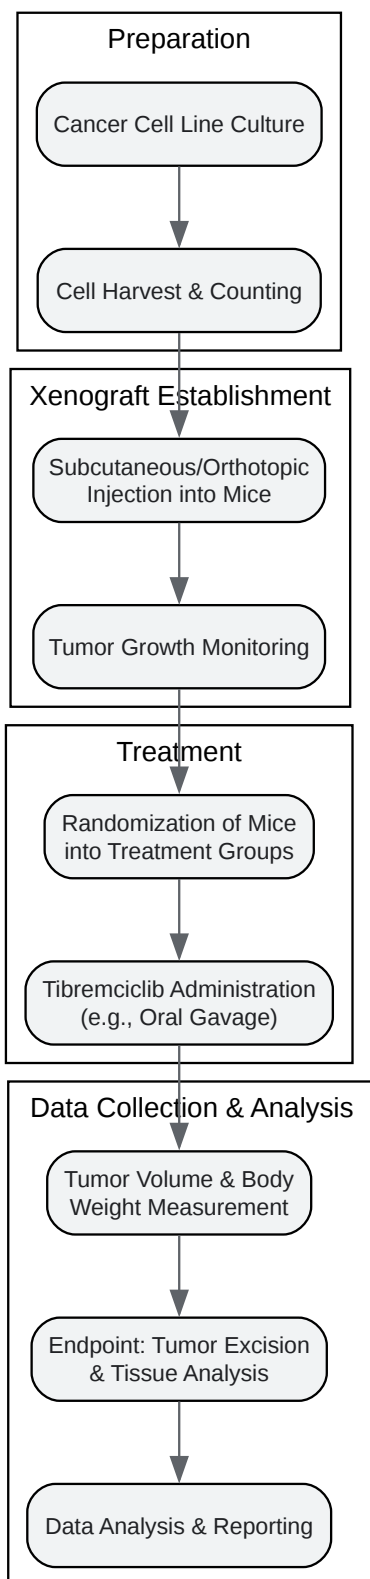 Preparation
Cancer Cell Line Culture
Cell Harvest & Counting
Xenograft Establishment
Subcutaneous/Orthotopic
Injection into Mice
Tumor Growth Monitoring
Treatment
Randomization of Mice
into Treatment Groups
Tibremciclib Administration
(e.g., Oral Gavage)
Data Collection & Analysis
Tumor Volume & Body
Weight Measurement
Endpoint: Tumor Excision
& Tissue Analysis
Data Analysis & Reporting